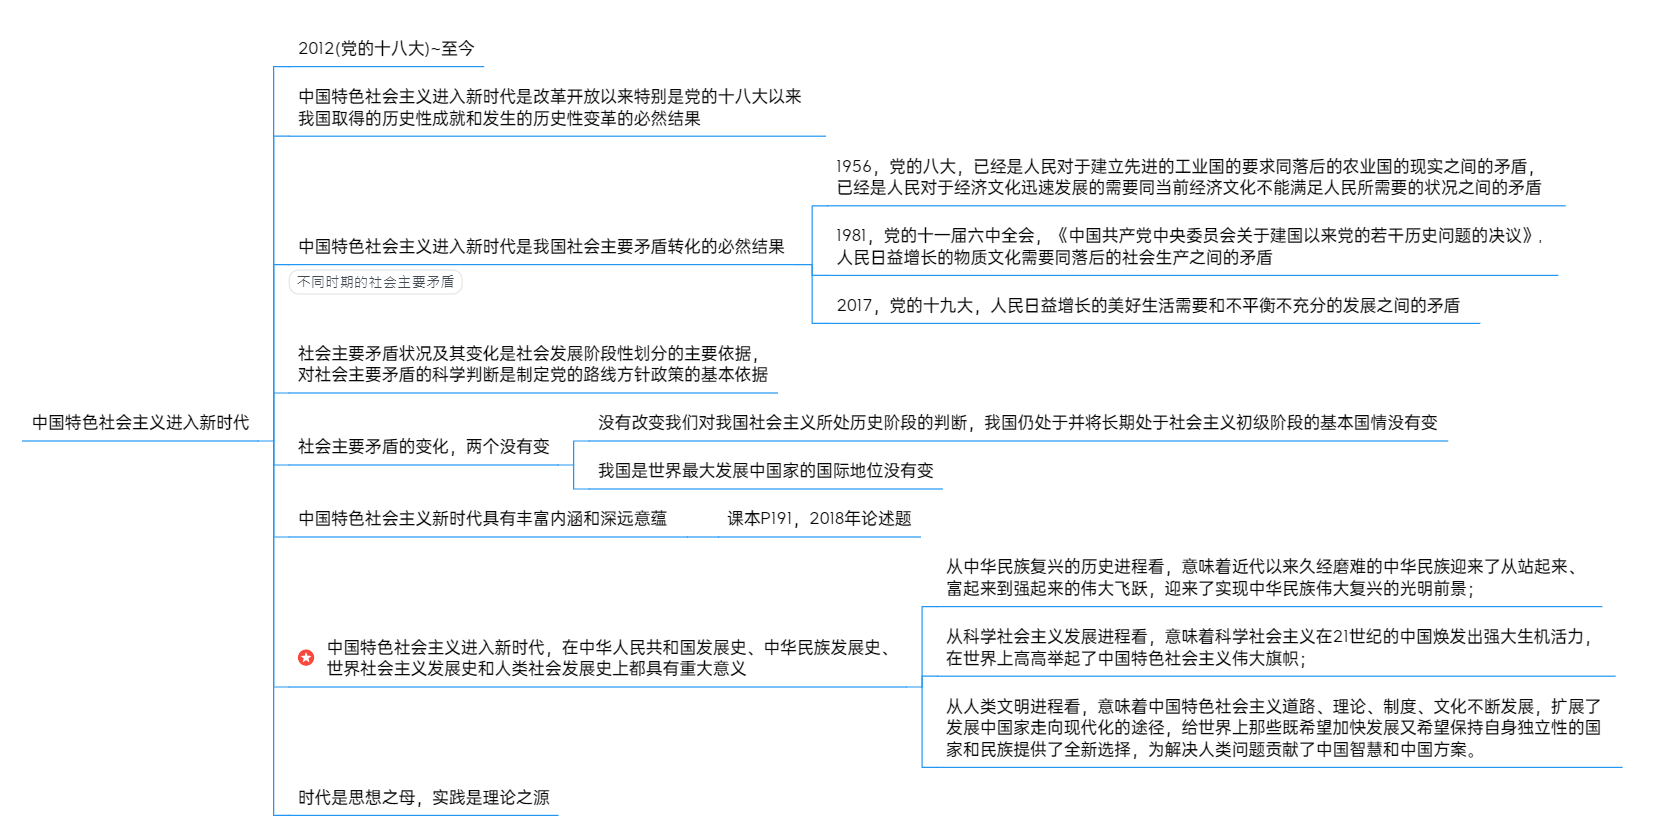 中国特色社会主义进入新时代
2012(党的十八大)~至今
中国特色社会主义进入新时代是改革开放以来特别是党的十八大以来
我国取得的历史性成就和发生的历史性变革的必然结果
中国特色社会主义进入新时代是我国社会主要矛盾转化的必然结果
不同时期的社会主要矛盾
1956，党的八大，已经是人民对于建立先进的工业国的要求同落后的农业国的现实之间的矛盾，
已经是人民对于经济文化迅速发展的需要同当前经济文化不能满足人民所需要的状况之间的矛盾
1981，党的十一届六中全会，《中国共产党中央委员会关于建国以来党的若干历史问题的决议》，
人民日益增长的物质文化需要同落后的社会生产之间的矛盾
2017，党的十九大，人民日益增长的美好生活需要和不平衡不充分的发展之间的矛盾
社会主要矛盾状况及其变化是社会发展阶段性划分的主要依据，
对社会主要矛盾的科学判断是制定党的路线方针政策的基本依据
社会主要矛盾的变化，两个没有变
没有改变我们对我国社会主义所处历史阶段的判断，我国仍处于并将长期处于社会主义初级阶段的基本国情没有变
我国是世界最大发展中国家的国际地位没有变
中国特色社会主义新时代具有丰富内涵和深远意蕴
课本P191，2018年论述题
中国特色社会主义进入新时代，在中华人民共和国发展史、中华民族发展史、
世界社会主义发展史和人类社会发展史上都具有重大意义
从中华民族复兴的历史进程看，意味着近代以来久经磨难的中华民族迎来了从站起来、
富起来到强起来的伟大飞跃，迎来了实现中华民族伟大复兴的光明前景；
从科学社会主义发展进程看，意味着科学社会主义在21世纪的中国焕发出强大生机活力，
在世界上高高举起了中国特色社会主义伟大旗帜；
从人类文明进程看，意味着中国特色社会主义道路、理论、制度、文化不断发展，扩展了
发展中国家走向现代化的途径，给世界上那些既希望加快发展又希望保持自身独立性的国
家和民族提供了全新选择，为解决人类问题贡献了中国智慧和中国方案。
时代是思想之母，实践是理论之源